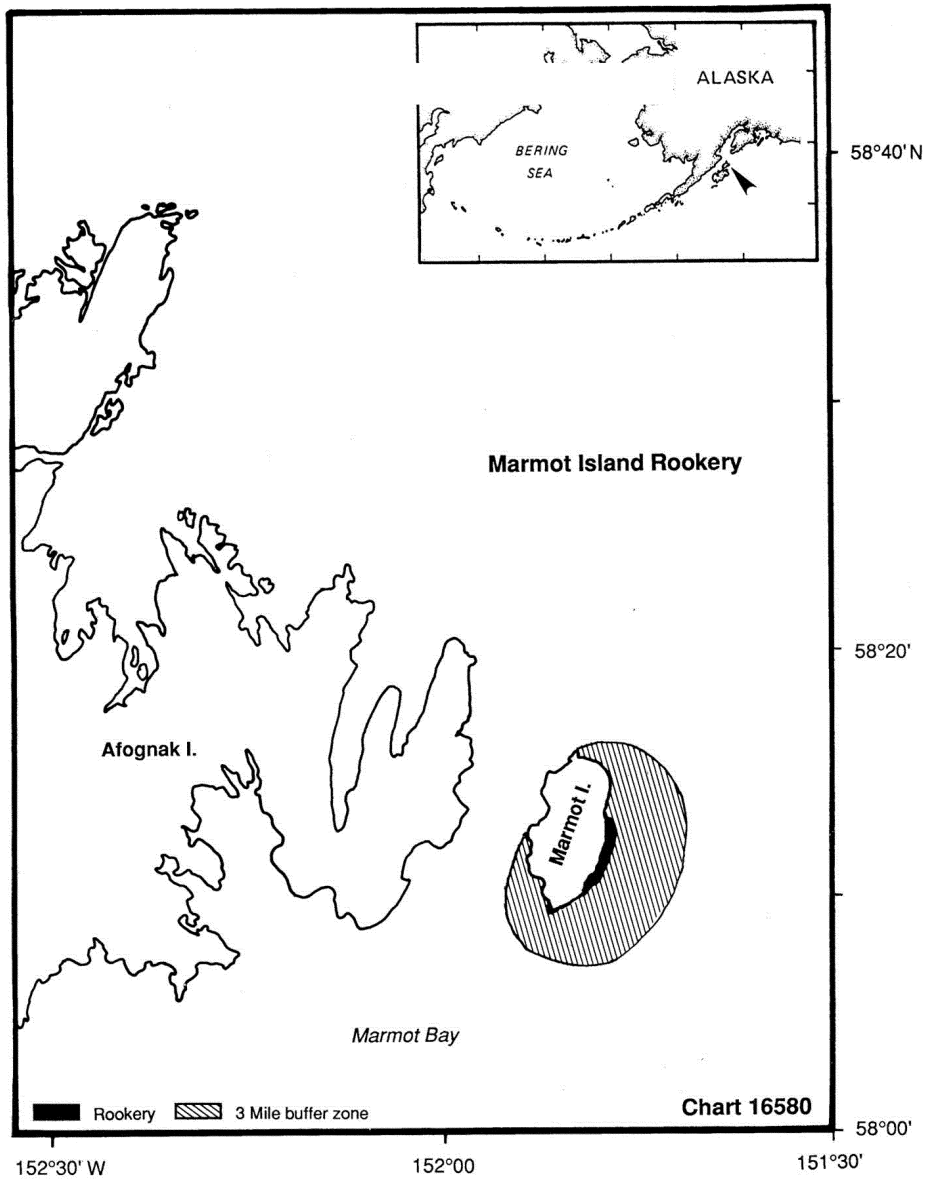 ALASKA
BERING
SEA
58°40'N
Marmot Island Rookery
58°20'
Afognak I.
Marmot I.
Marmot Bay
Rookery
3 Mile buffer zone
Chart 16580
58°00'
152°30' W
152°00
151°30'